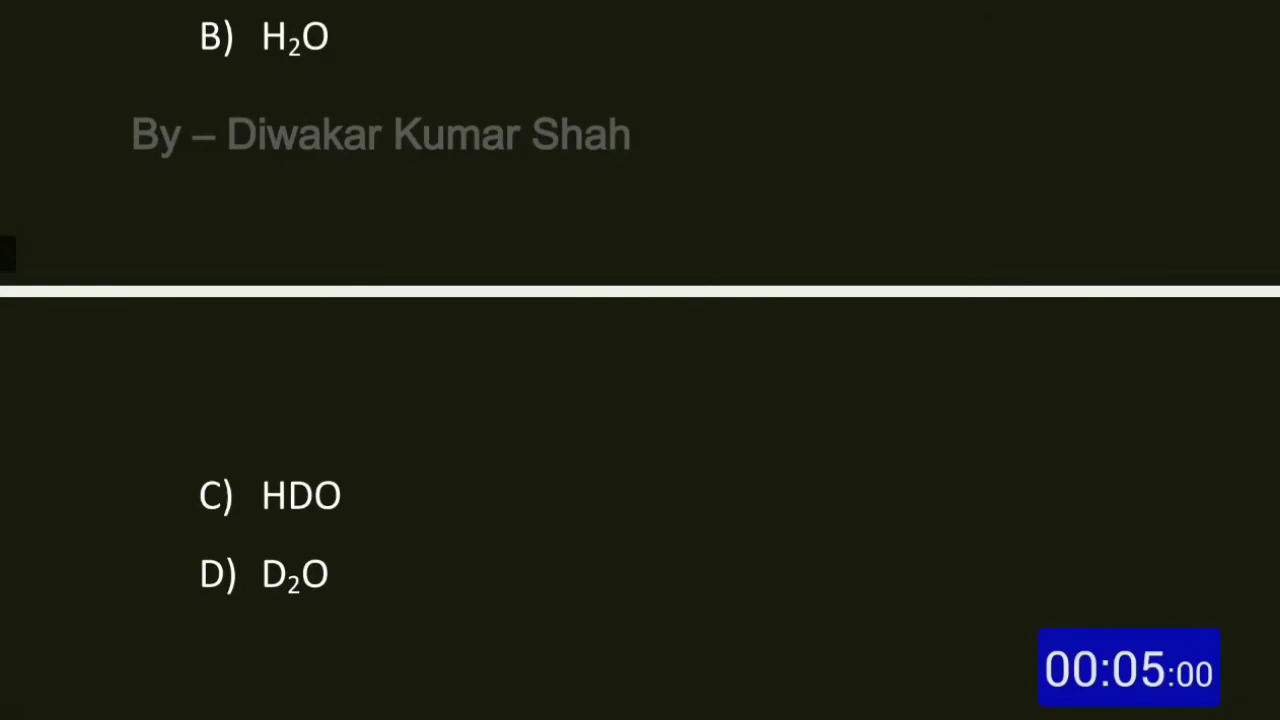 B) H₂O
By – Diwakar Kumar Shah
C) HDO
D) D₂O
00:05:00